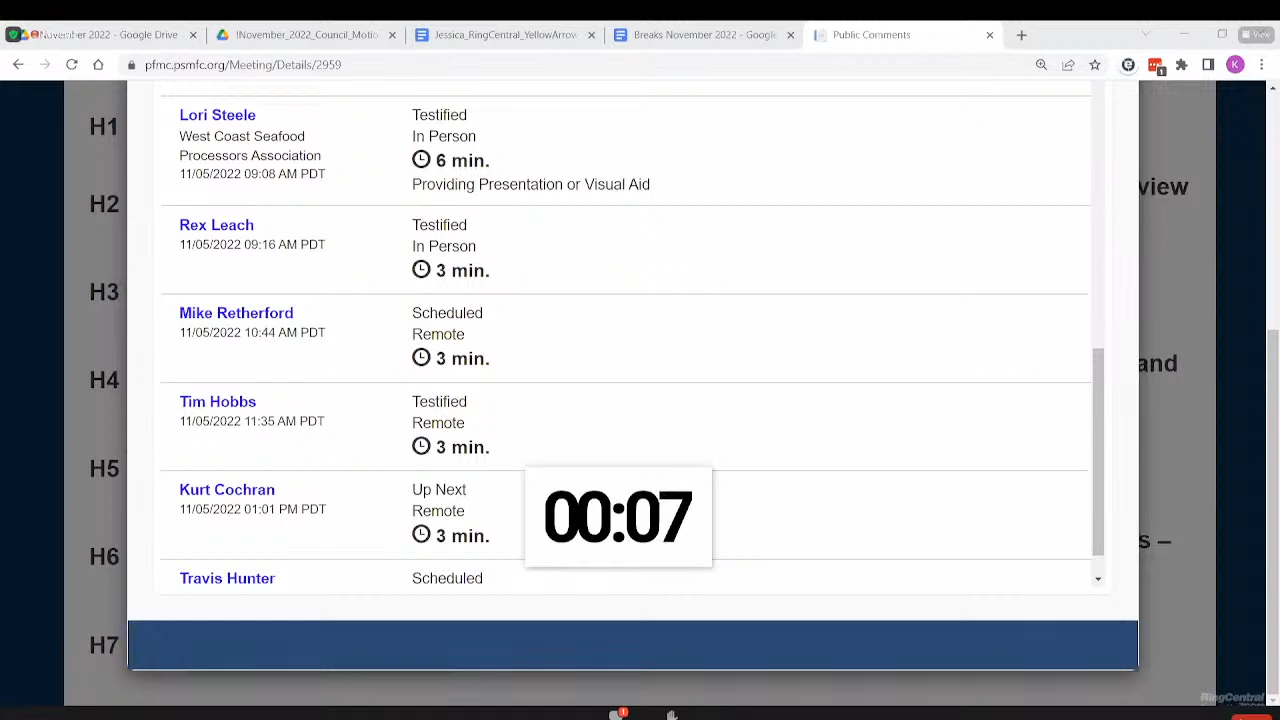 November 2022 - Google Drive
!November_2022_Council_Motio
Jessica_RingCentral_YellowArrow
Breaks November 2022 - Google
Public Comments
View
pfmc.psmfc.org/Meeting/Details/2959
1
K
H1
H2
H3
H4
H5
H6
H7
Lori Steele
West Coast Seafood
Processors Association
11/05/2022 09:08 AM PDT
Testified
In Person
6 min.
Providing Presentation or Visual Aid
Rex Leach
11/05/2022 09:16 AM PDT
Testified
In Person
3 min.
Mike Retherford
11/05/2022 10:44 AM PDT
Scheduled
Remote
3 min.
Tim Hobbs
11/05/2022 11:35 AM PDT
Testified
Remote
3 min.
Kurt Cochran
11/05/2022 01:01 PM PDT
Up Next
Remote
3 min.
Travis Hunter
Scheduled
00:07
view
and
s –
RingCentral
1